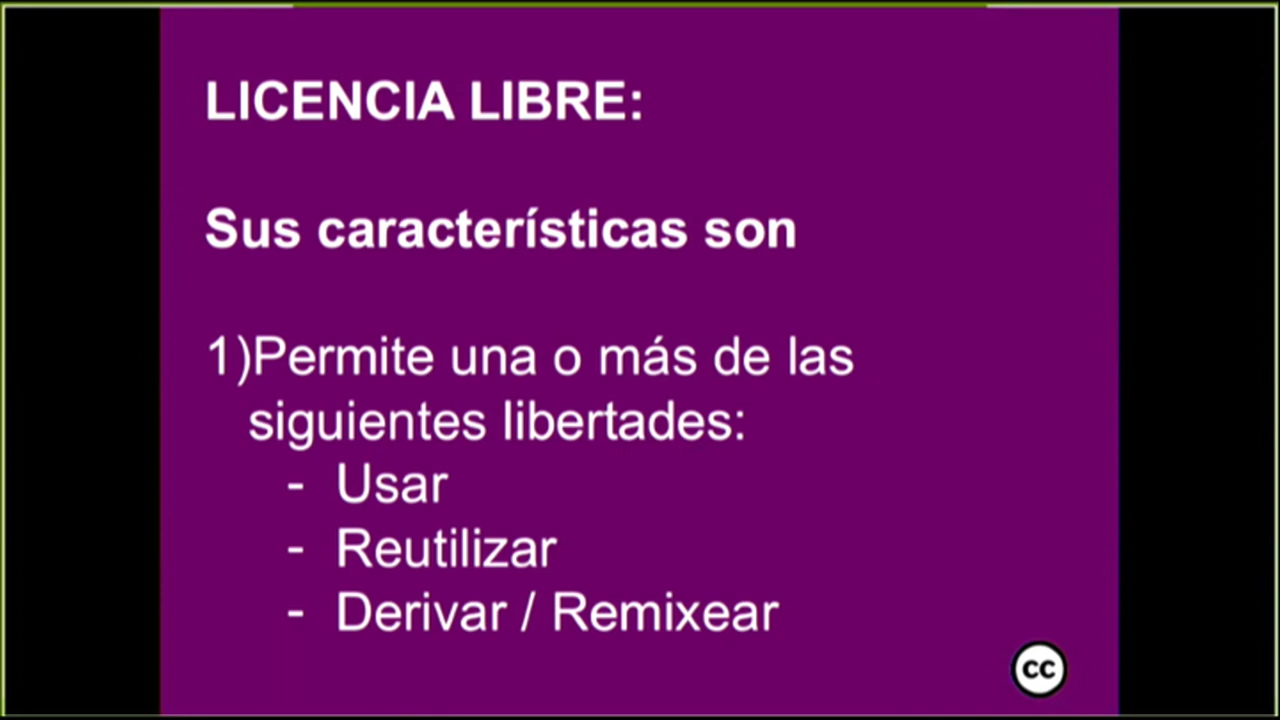 LICENCIA LIBRE:
Sus características son
1)Permite una o más de las
siguientes libertades:
- Usar
- Reutilizar
- Derivar / Remixear
cc